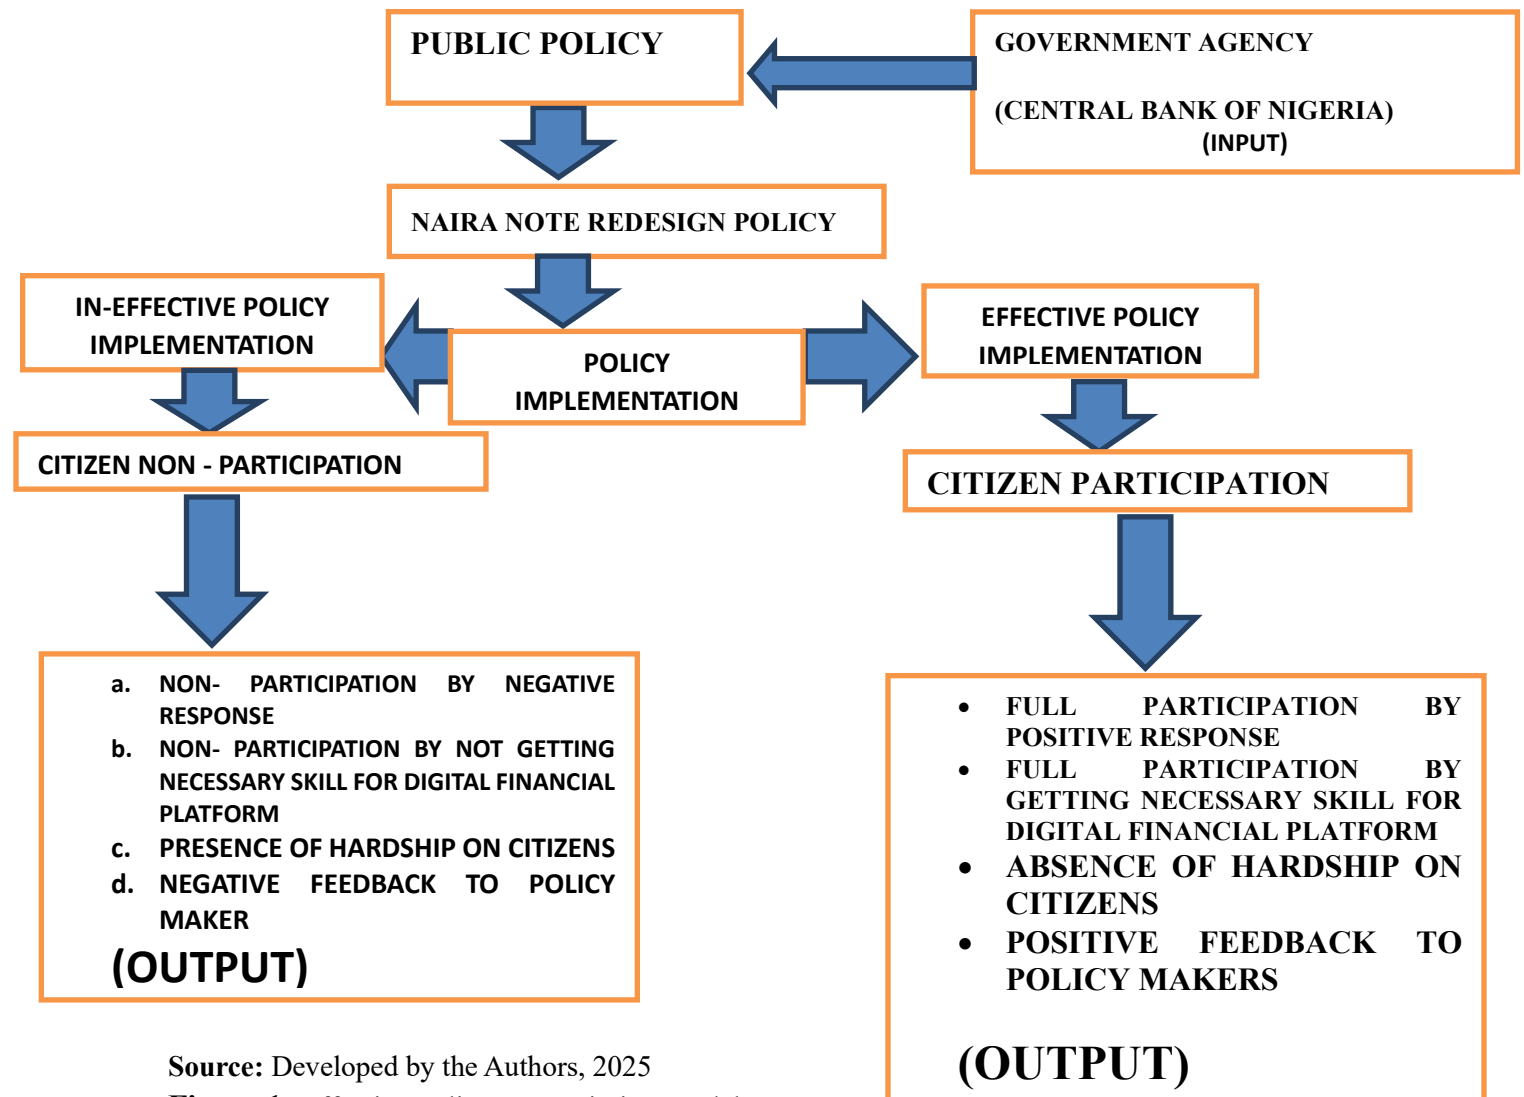 PUBLIC POLICY
GOVERNMENT AGENCY
(CENTRAL BANK OF NIGERIA)
(INPUT)
NAIRA NOTE REDESIGN POLICY
IN-EFFECTIVE POLICY
IMPLEMENTATION
POLICY
IMPLEMENTATION
EFFECTIVE POLICY
IMPLEMENTATION
CITIZEN NON - PARTICIPATION
CITIZEN PARTICIPATION
a. NON- PARTICIPATION BY NEGATIVE
RESPONSE
b. NON- PARTICIPATION BY NOT GETTING
NECESSARY SKILL FOR DIGITAL FINANCIAL
PLATFORM
c. PRESENCE OF HARDSHIP ON CITIZENS
d. NEGATIVE FEEDBACK TO POLICY
MAKER
(OUTPUT)
• FULL PARTICIPATION BY
POSITIVE RESPONSE
• FULL PARTICIPATION BY
GETTING NECESSARY SKILL FOR
DIGITAL FINANCIAL PLATFORM
• ABSENCE OF HARDSHIP ON
CITIZENS
• POSITIVE FEEDBACK TO
POLICY MAKERS
(OUTPUT)
Source: Developed by the Authors, 2025